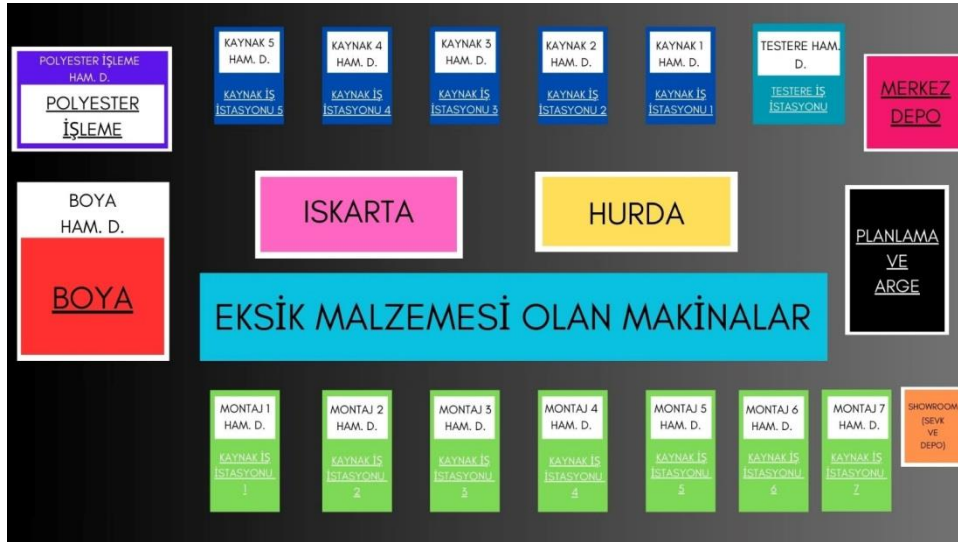 POLYESTER İŞLEME
HAM. D.
POLYESTER
İŞLEME
KAYNAK 5
HAM. D.
KAYNAK İŞ
İSTASYONU 5
KAYNAK 4
HAM. D.
KAYNAK İŞ
İSTASYONU 4
KAYNAK 3
HAM. D.
KAYNAK İŞ
İSTASYONU 3
KAYNAK 2
HAM. D.
KAYNAK İŞ
İSTASYONU 2
KAYNAK 1
HAM. D.
KAYNAK İŞ
İSTASYONU 1
TESTERE HAM.
D.
TESTERE İŞ
İSTASYONU
MERKEZ
DEPO
BOYA
HAM. D.
BOYA
ISKARTA
HURDA
PLANLAMA
VE
ARGE
EKSİK MALZEMESİ OLAN MAKİNALAR
MONTAJ 1
HAM. D.
KAYNAK İŞ
İSTASYONU
1
MONTAJ 2
HAM. D.
KAYNAK İŞ
İSTASYONU
2
MONTAJ 3
HAM. D.
KAYNAK İŞ
İSTASYONU
3
MONTAJ 4
HAM. D.
KAYNAK İŞ
İSTASYONU
4
MONTAJ 5
HAM. D.
KAYNAK İŞ
İSTASYONU
5
MONTAJ 6
HAM. D.
KAYNAK İŞ
İSTASYONU
6
MONTAJ 7
HAM. D.
KAYNAK İŞ
İSTASYONU
7
SHOWROOM
(SEVK
VE
DEPO)